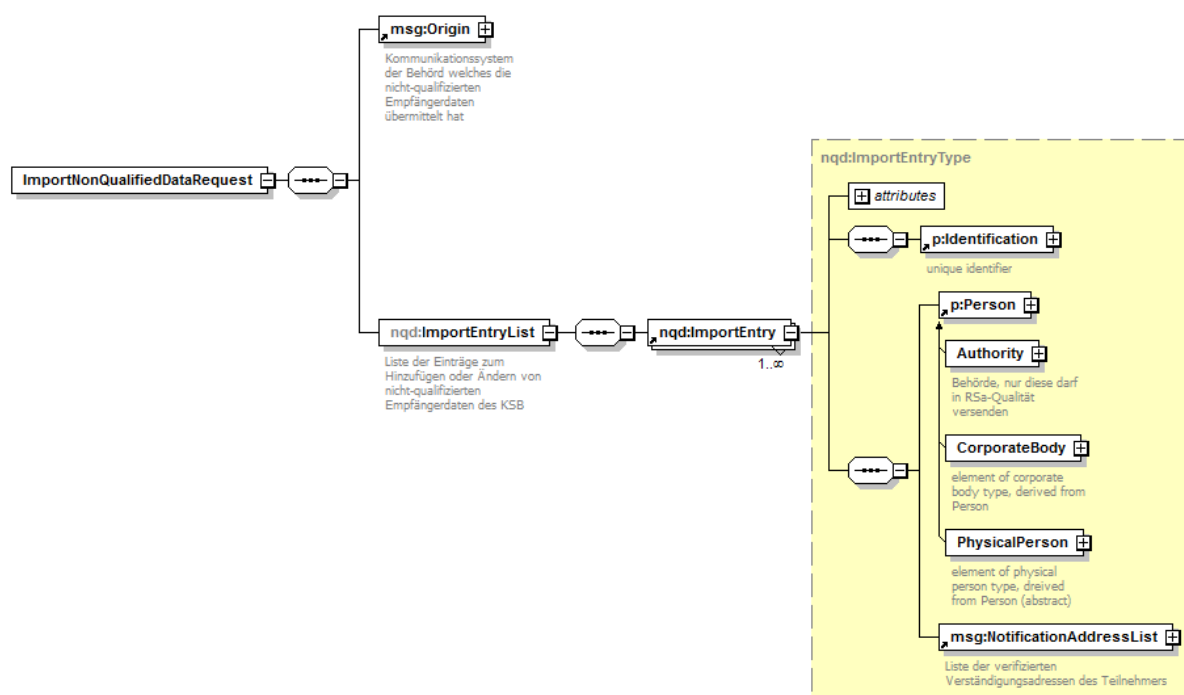 msg:Origin
Kommunikationssystem
der Behörd welches die
nicht-qualifizierten
Empfängerdaten
übermittelt hat
ImportNonQualifiedDataRequest
nqd:ImportEntryList
Liste der Einträge zum
Hinzufügen oder Ändern von
nicht-qualifizierten
Empfängerdaten des KSB
nqd:ImportEntry
1..∞
nqd:ImportEntryType
attributes
p:Identification
unique identifier
p:Person
Authority
Behörde, nur diese darf
in RSa-Qualität
versenden
CorporateBody
element of corporate
body type, derived from
Person
PhysicalPerson
element of physical
person type, dreived
from Person (abstract)
msg:NotificationAddressList
Liste der verifizierten
Verständigungsadressen des Teilnehmers